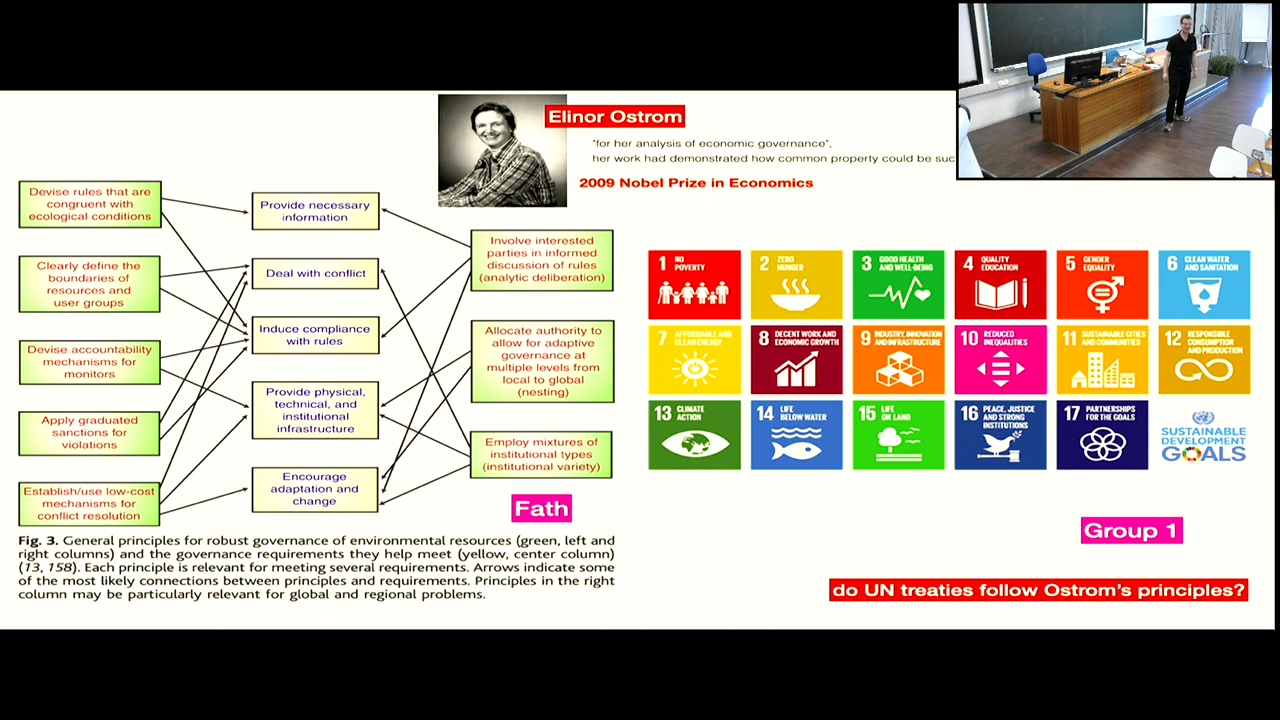 Elinor Ostrom
"for her analysis of economic governance",
her work had demonstrated how common property could be suc
2009 Nobel Prize in Economics
Devise rules that are
congruent with
ecological conditions
Clearly define the
boundaries of
resources and
user groups
Devise accountability
mechanisms for
monitors
Apply graduated
sanctions for
violations
Establish/use low-cost
mechanisms for
conflict resolution
Provide necessary
information
Deal with conflict
Induce compliance
with rules
Provide physical,
technical, and
institutional
infrastructure
Encourage
adaptation and
change
Involve interested
parties in informed
discussion of rules
(analytic deliberation)
Allocate authority to
allow for adaptive
governance at
multiple levels from
local to global
(nesting)
Employ mixtures of
institutional types
(institutional variety)
Fath
Fig. 3. General principles for robust governance of environmental resources (green, left and
right columns) and the governance requirements they help meet (yellow, center column)
(13, 158). Each principle is relevant for meeting several requirements. Arrows indicate some
of the most likely connections between principles and requirements. Principles in the right
column may be particularly relevant for global and regional problems.
1 NO
POVERTY
2 ZERO
HUNGER
3 GOOD HEALTH
AND WELL-BEING
4 QUALITY
EDUCATION
5 GENDER
EQUALITY
6 CLEAN WATER
AND SANITATION
7 AFFORDABLE AND
CLEAN ENERGY
8 DECENT WORK AND
ECONOMIC GROWTH
9 INDUSTRY, INNOVATION
AND INFRASTRUCTURE
10 REDUCED
INEQUALITIES
11 SUSTAINABLE CITIES
AND COMMUNITIES
12 RESPONSIBLE
CONSUMPTION
AND PRODUCTION
13 CLIMATE
ACTION
14 LIFE
BELOW WATER
15 LIFE
ON LAND
16 PEACE, JUSTICE
AND STRONG
INSTITUTIONS
17 PARTNERSHIPS
FOR THE GOALS
SUSTAINABLE
DEVELOPMENT
GOALS
Group 1
do UN treaties follow Ostrom's principles?